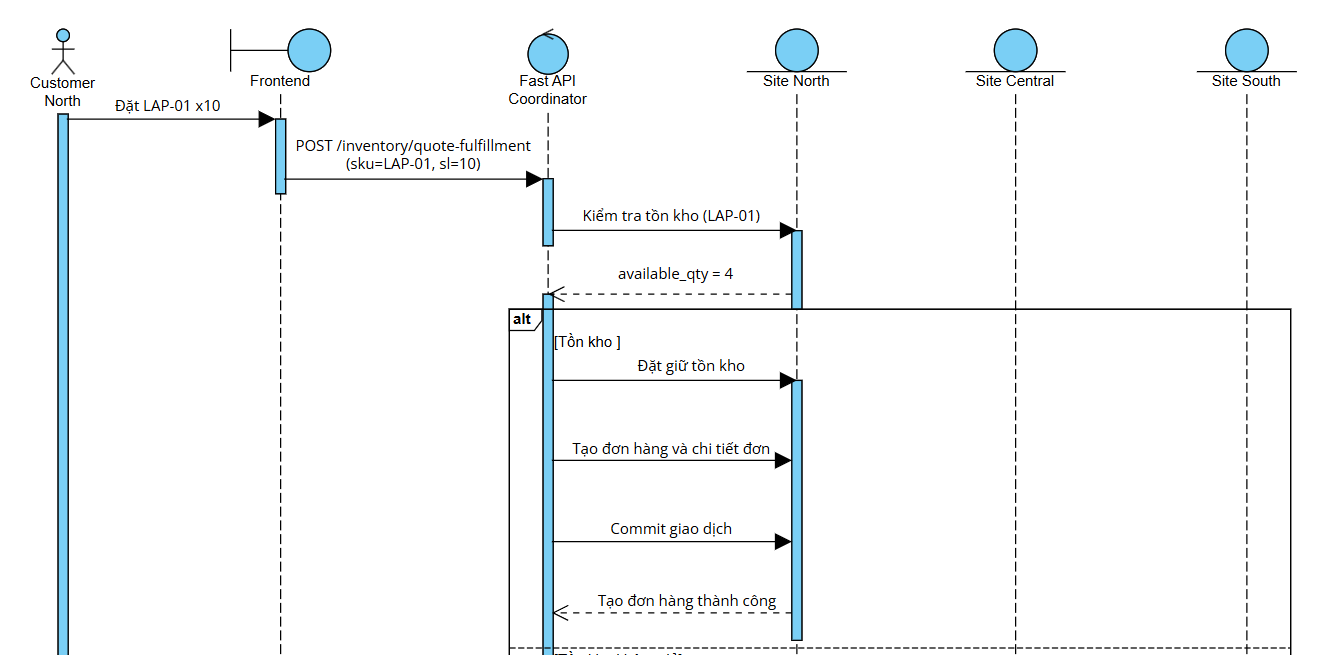 Customer
North
Frontend
Fast API
Coordinator
Site North
Site Central
Site South
Đặt LAP-01 x10
POST /inventory/quote-fulfillment
(sku=LAP-01, sl=10)
Kiểm tra tồn kho (LAP-01)
available_qty = 4
alt
[Tồn kho ]
Đặt giữ tồn kho
Tạo đơn hàng và chi tiết đơn
Commit giao dịch
Tạo đơn hàng thành công